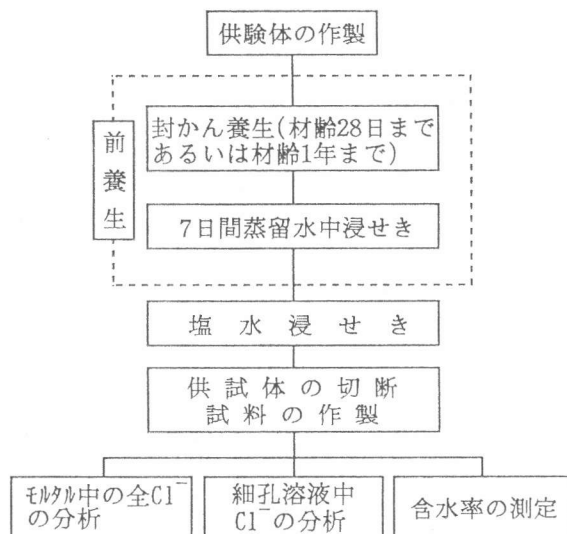 供験体の作製
前養生
封かん養生(材齢28日まで
あるいは材齢1年まで)
7日間蒸留水中浸せき
塩水浸せき
供試体の切断
試料の作製
モルタル中の全Cl⁻
の分析
細孔溶液中
Cl⁻の分析
含水率の測定